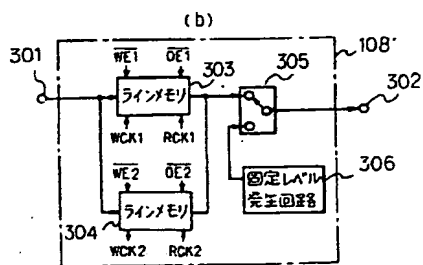 (b)
301
WE1
OE1
303
305
108'
302
ラインメモリ
WCK1
RCK1
WE2
OE2
固定レベル
発生回路
306
ラインメモリ
304
WCK2
RCK2